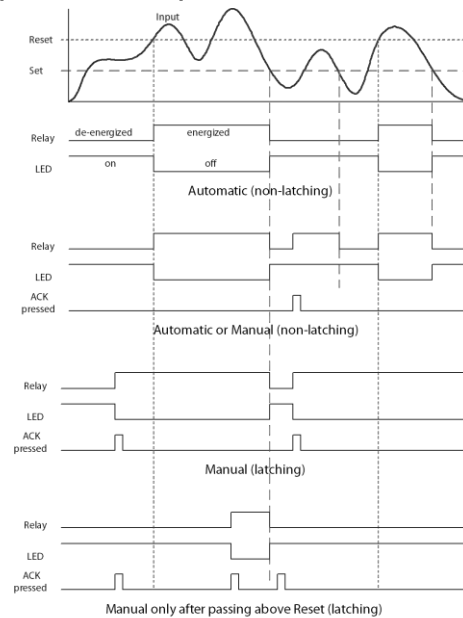 Input
Reset
Set
de-energized energized
Relay
on off
LED
Automatic (non-latching)
Relay
LED
ACK
pressed
Automatic or Manual (non-latching)
Relay
LED
ACK
pressed
Manual (latching)
Relay
LED
ACK
pressed
Manual only after passing above Reset (latching)